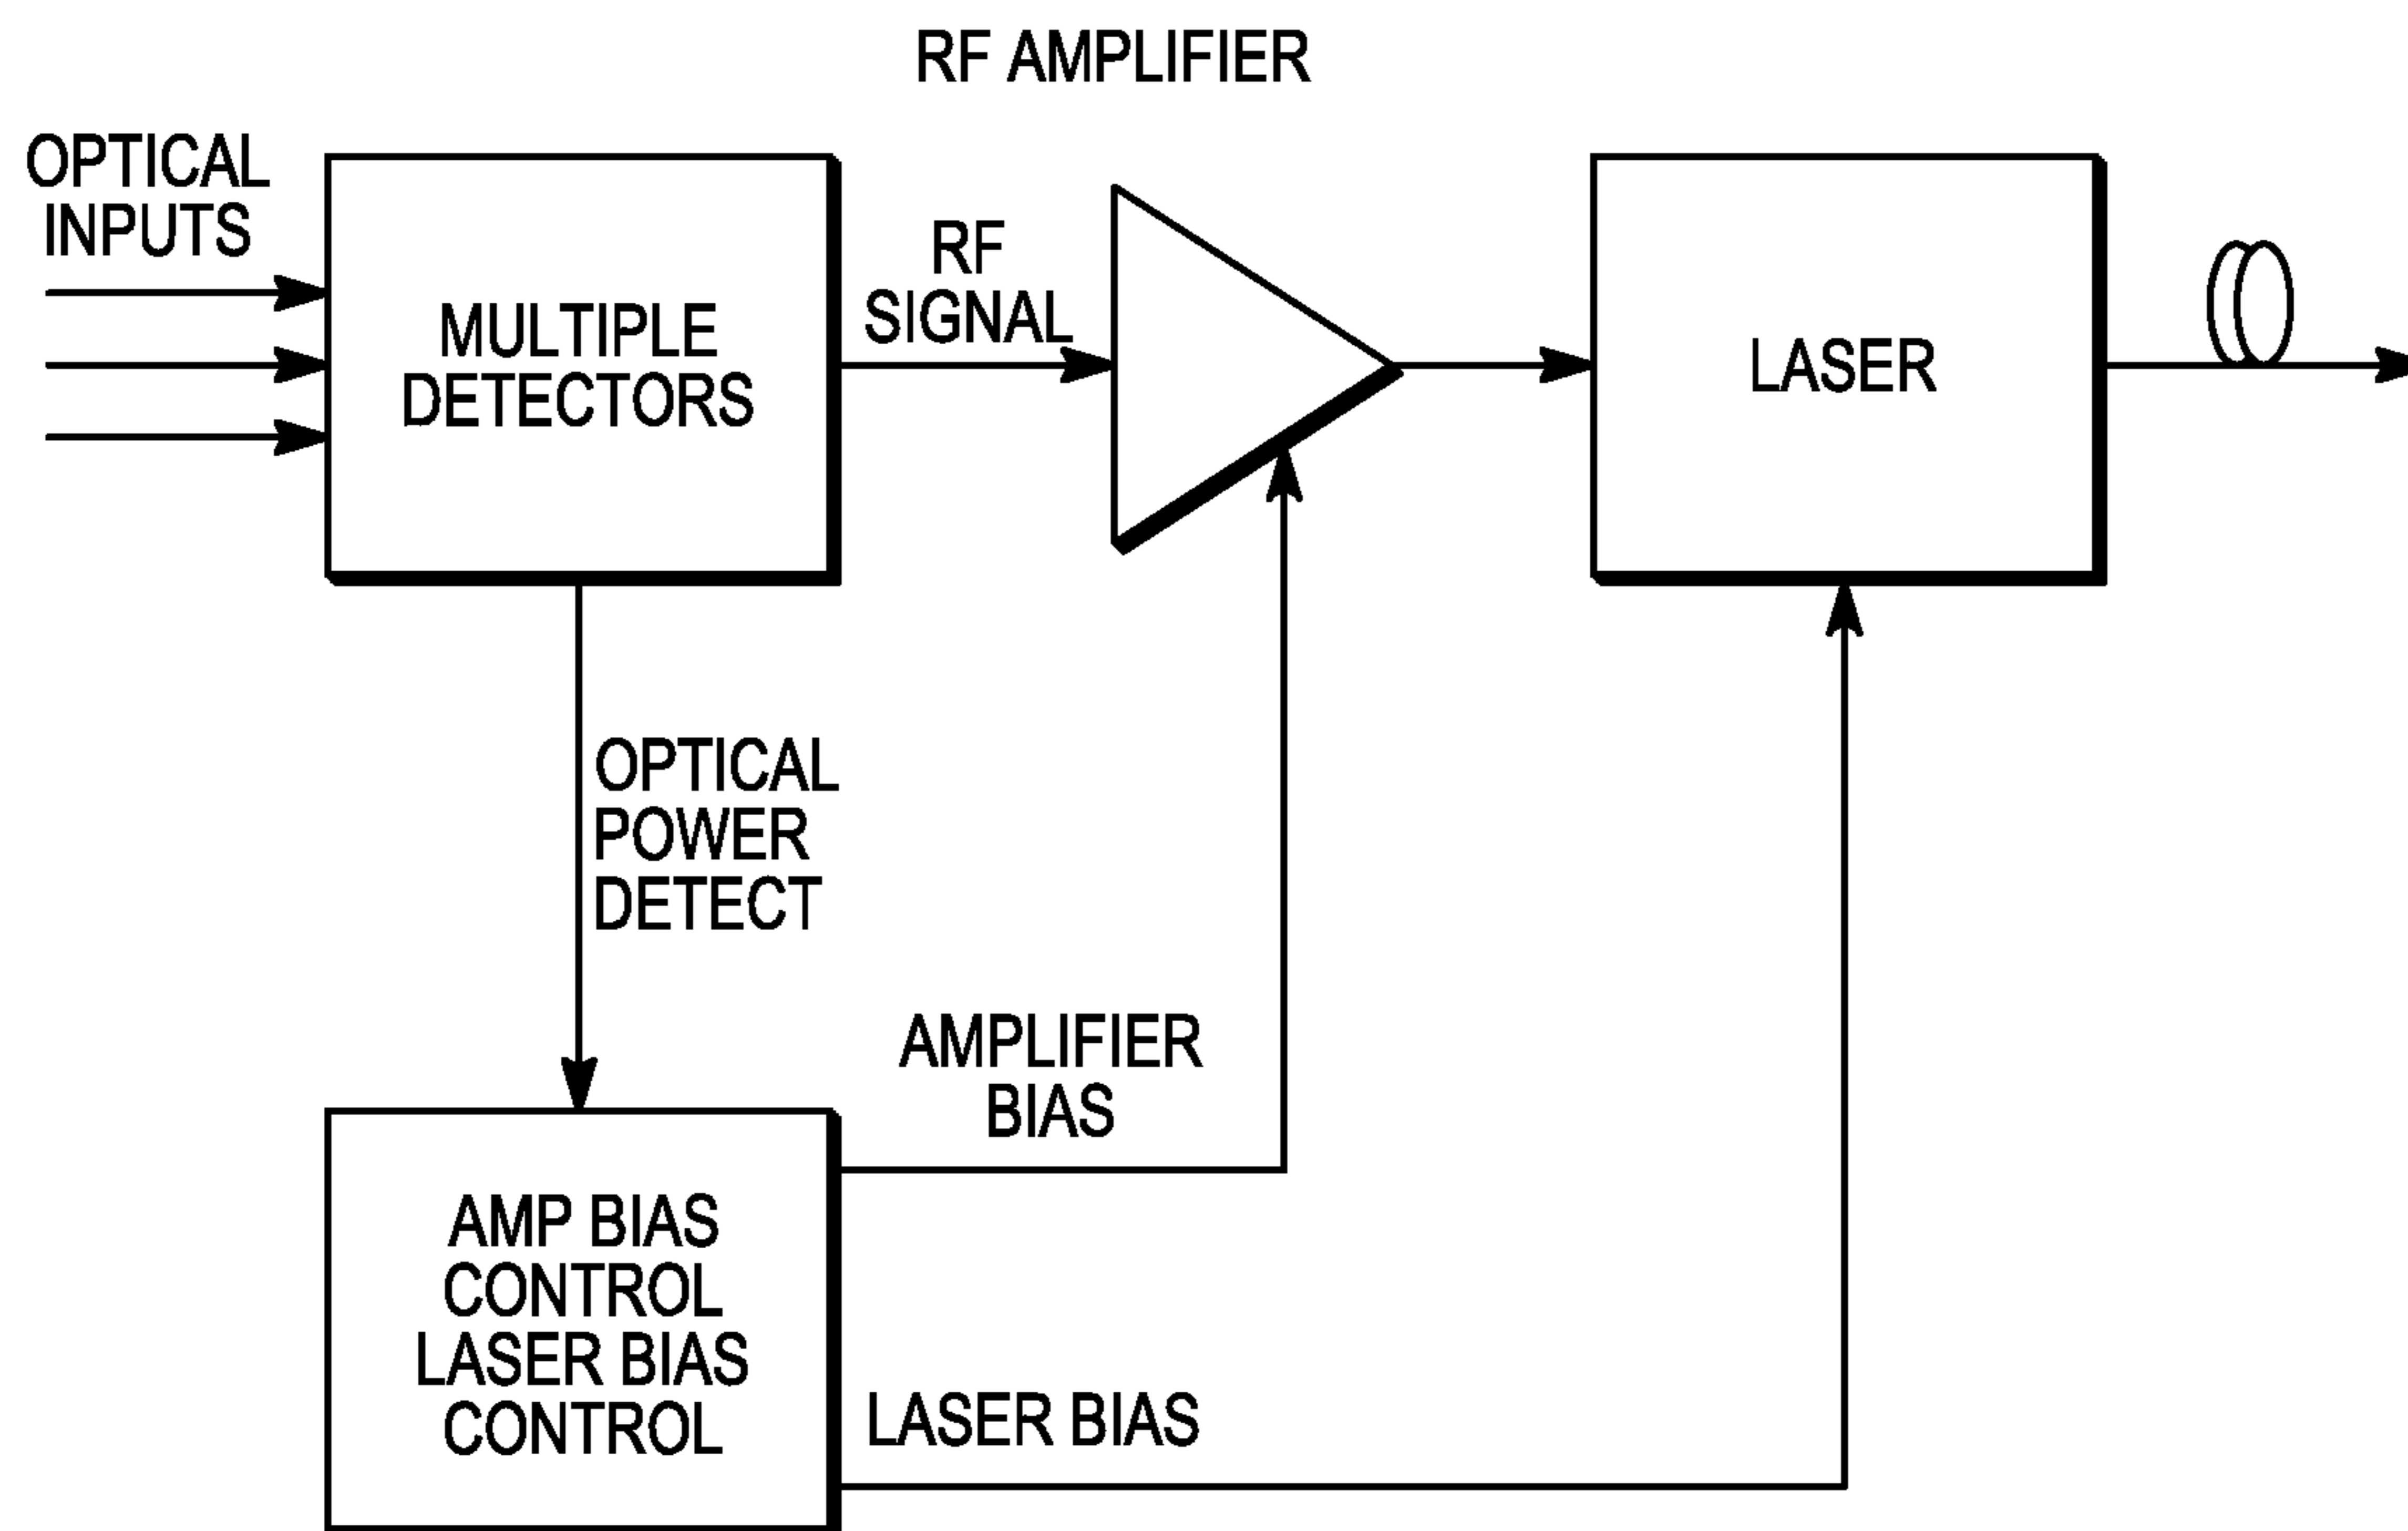 RF AMPLIFIER
OPTICAL
INPUTS
MULTIPLE
DETECTORS
RF
SIGNAL
LASER
OPTICAL
POWER
DETECT
AMPLIFIER
BIAS
AMP BIAS
CONTROL
LASER BIAS
CONTROL
LASER BIAS